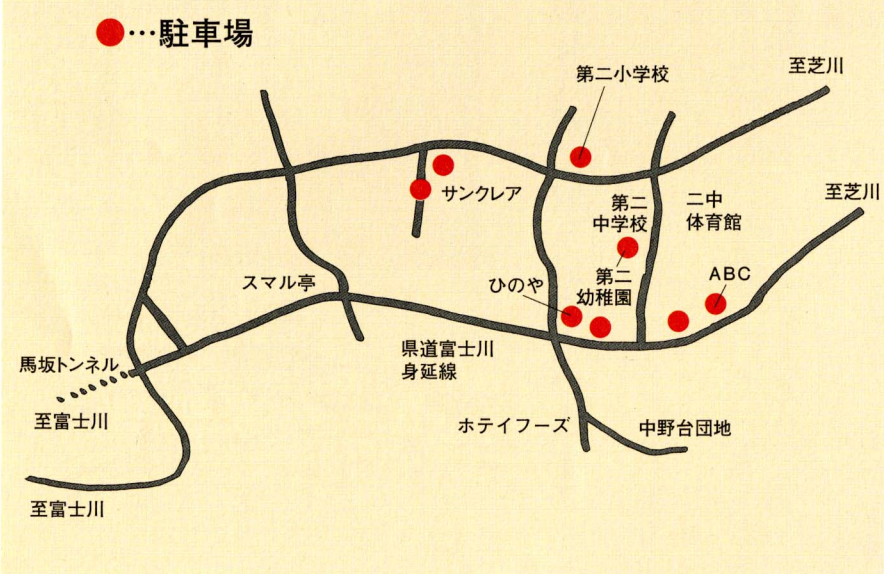 ●…駐車場
第二小学校
至芝川
サンクレア
第二
中学校
二中
体育館
至芝川
スマル亭
ひのや
第二
幼稚園
ABC
県道富士川
身延線
馬坂トンネル
至富士川
ホテイフーズ
中野台団地
至富士川